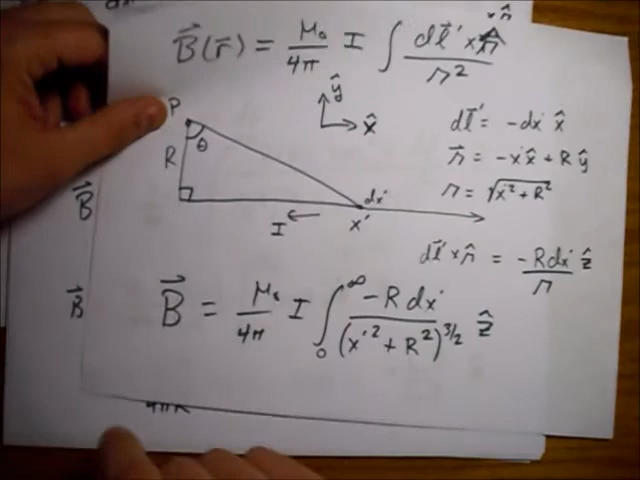 B⃗(r⃗) = μ₀/4π I ∫ dl⃗' × n̂ / r²
ŷ
x̂
P
θ
R
dx'
I
x'
dl⃗' = -dx' x̂
r⃗ = -x' x̂ + R ŷ
r = √x'² + R²
dl⃗' × r̂ = -R dx' / r ẑ
B⃗
B⃗
B⃗ = μ₀/4π I ∫₀^∞ -R dx' / (x'² + R²)^3/2 ẑ